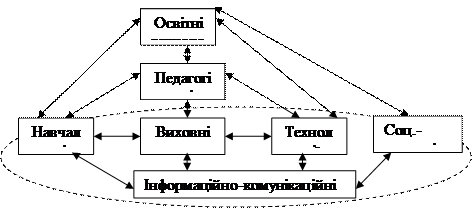 Освітні
Педагогі
Навчал
Виховні
Технол
Соц.-
Інформаційно-комунікаційні